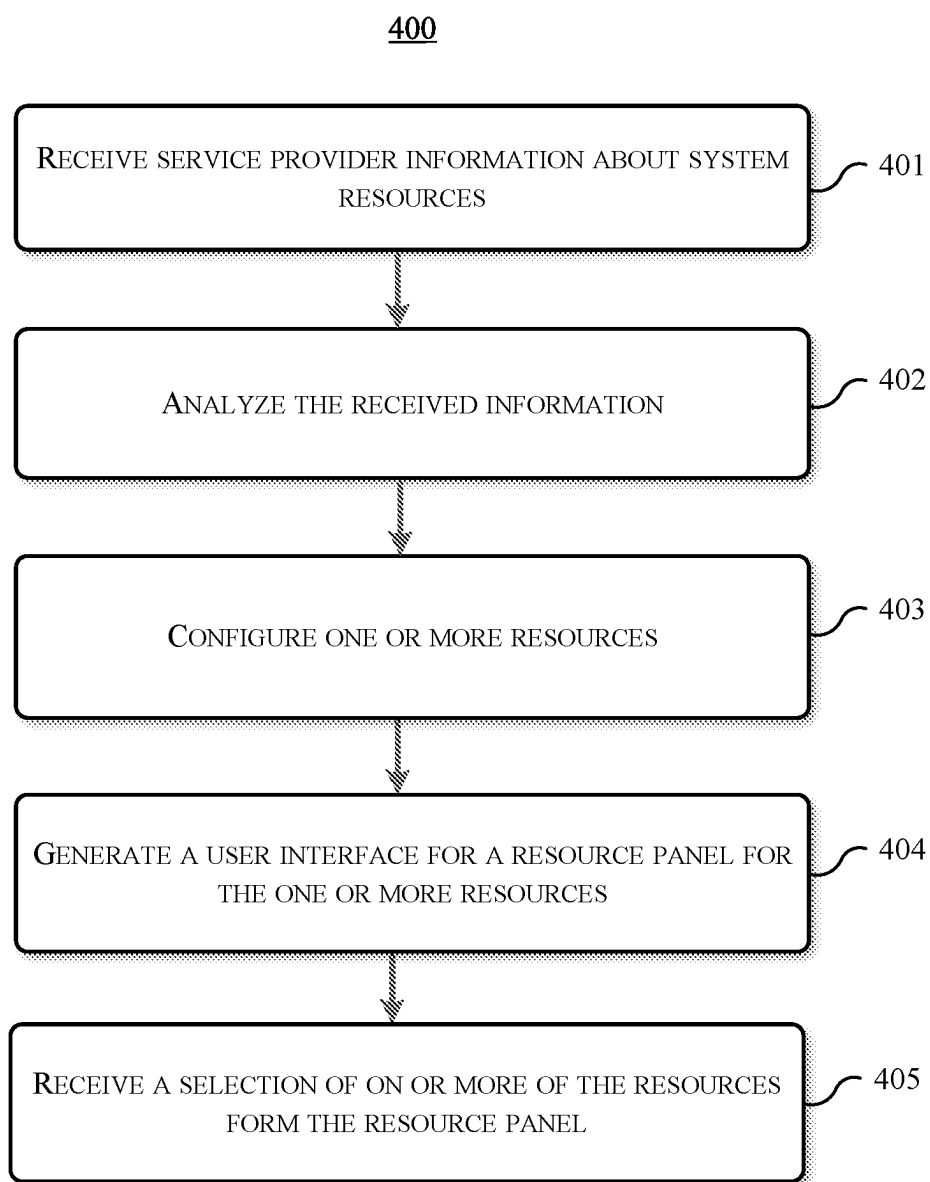 400
RECEIVE SERVICE PROVIDER INFORMATION ABOUT SYSTEM
RESOURCES
401
ANALYZE THE RECEIVED INFORMATION
402
CONFIGURE ONE OR MORE RESOURCES
403
GENERATE A USER INTERFACE FOR A RESOURCE PANEL FOR
THE ONE OR MORE RESOURCES
404
RECEIVE A SELECTION OF ON OR MORE OF THE RESOURCES
FORM THE RESOURCE PANEL
405